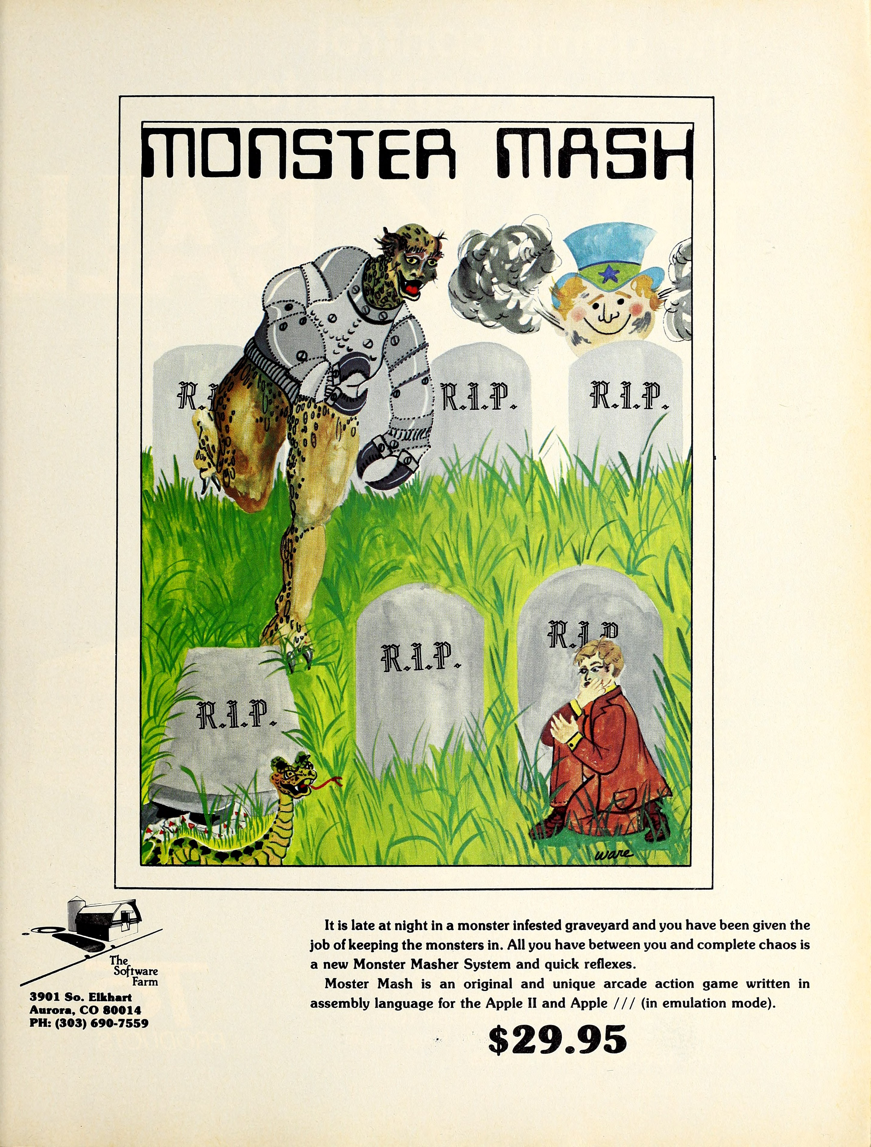 MONSTER MASH
R.I.P.
R.I.P.
R.I.P.
R.I.P.
R.I.P.
ware
The
Software
Farm
3901 So. Elkhart
Aurora, CO 80014
PH: (303) 690-7559
It is late at night in a monster infested graveyard and you have been given the
job of keeping the monsters in. All you have between you and complete chaos is
a new Monster Masher System and quick reflexes.
Moster Mash is an original and unique arcade action game written in
assembly language for the Apple II and Apple /// (in emulation mode).
$29.95